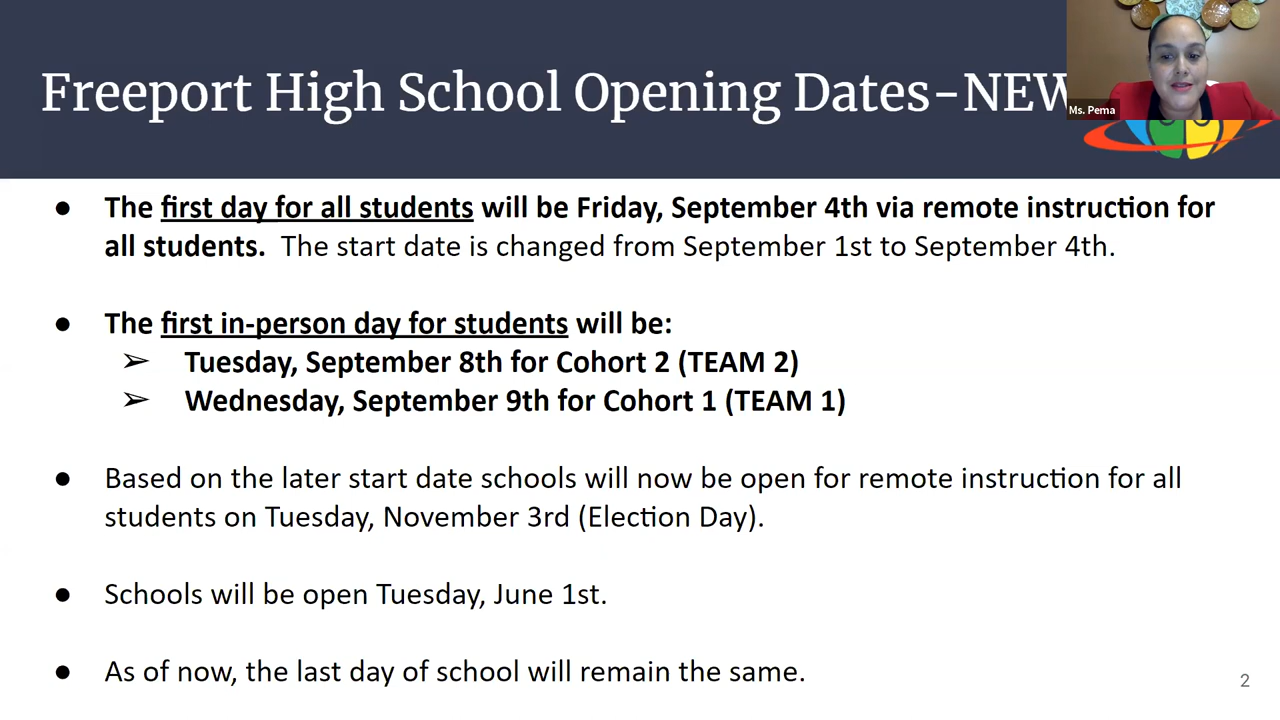 Freeport High School Opening Dates-NEW
Ms. Pema
● The first day for all students will be Friday, September 4th via remote instruction for
all students. The start date is changed from September 1st to September 4th.
● The first in-person day for students will be:
➢ Tuesday, September 8th for Cohort 2 (TEAM 2)
➢ Wednesday, September 9th for Cohort 1 (TEAM 1)
● Based on the later start date schools will now be open for remote instruction for all
students on Tuesday, November 3rd (Election Day).
● Schools will be open Tuesday, June 1st.
● As of now, the last day of school will remain the same.
2